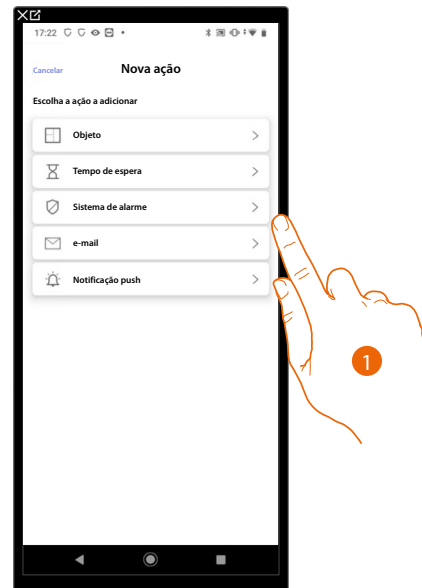 17:22
Cancelar
Nova ação
Escolha a ação a adicionar
Objeto
Tempo de espera
Sistema de alarme
e-mail
Notificação push
1